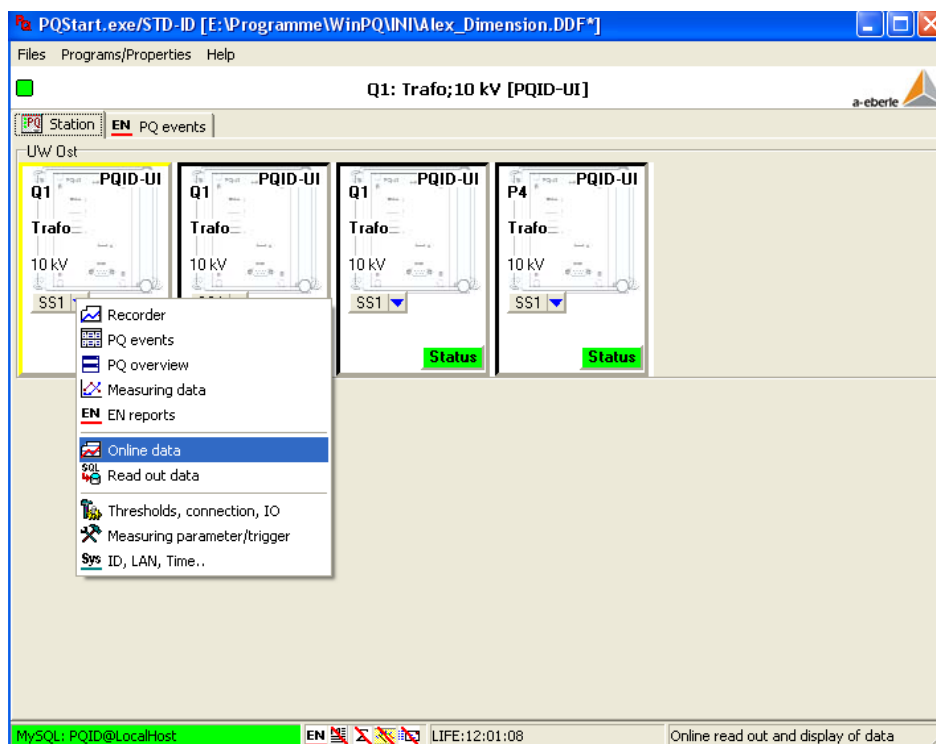 PQStart.exe/STD-ID [E:\Programme\WinPQ\INI\Alex_Dimension.DDF*]
Files Programs/Properties Help
Q1: Trafo;10 kV [PQID-UI]
a-eberle
Station EN PQ events
UW Ost
PQID-UI PQID-UI PQID-UI PQID-UI
Q1 Q1 Q1 P4
Trafo Trafo Trafo Trafo
10 kV 10 kV 10 kV 10 kV
SS1 SS1 SS1
Recorder
PQ events
PQ overview
Status Status
Measuring data
EN EN reports
Online data
SQL Read out data
Thresholds, connection, IO
Measuring parameter/trigger
Sys ID, LAN, Time..
MySQL: PQID@LocalHost EN LIFE:12:01:08 Online read out and display of data